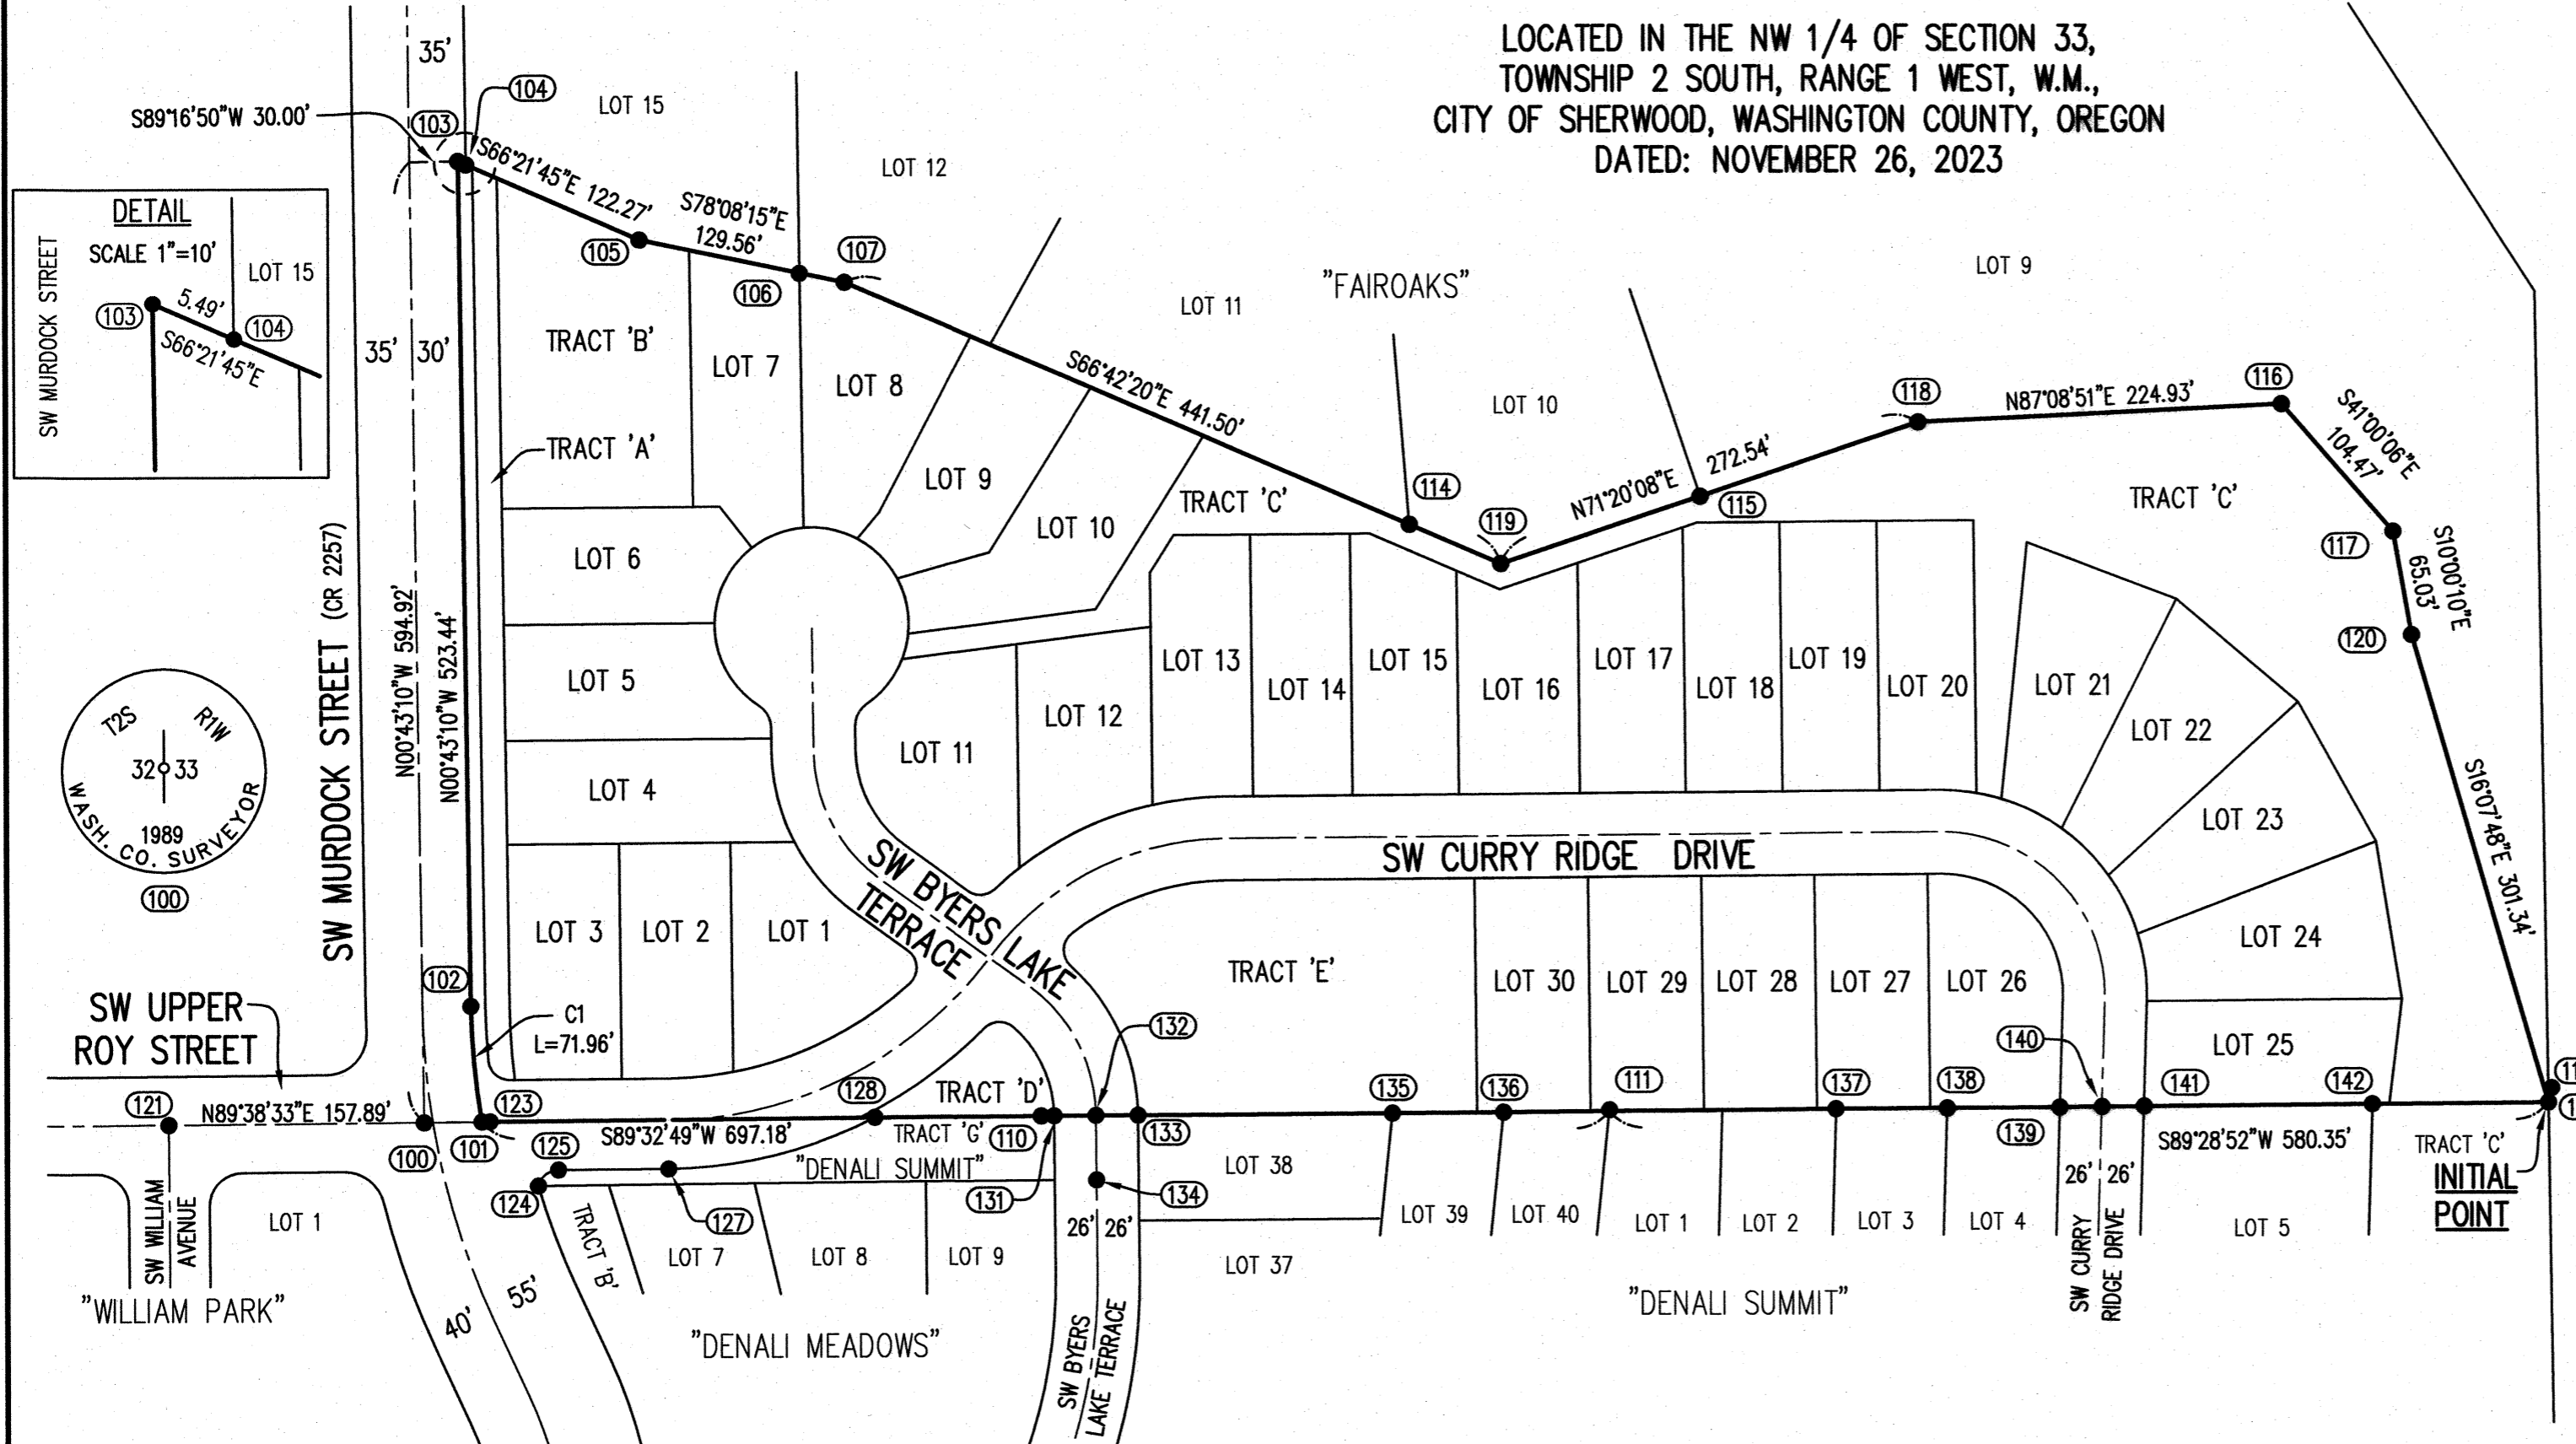 LOCATED IN THE NW 1/4 OF SECTION 33,
TOWNSHIP 2 SOUTH, RANGE 1 WEST, W.M.,
CITY OF SHERWOOD, WASHINGTON COUNTY, OREGON
DATED: NOVEMBER 26, 2023
35'
104
LOT 15
S89°16'50"W 30.00'
103
S66°21'45"E 122.27'
LOT 12
S78°08'15"E
129.56'
105
106
107
"FAIROAKS"
LOT 11
LOT 9
LOT 10
DETAIL
SCALE 1"=10'
SW MURDOCK STREET
LOT 15
5.49'
103
104
S66°21'45"E
35'
30'
TRACT 'B'
LOT 7
LOT 8
S66°42'20"E 441.50'
118
N87°08'51"E 224.93'
116
S41°00'06"E
104.47'
TRACT 'A'
LOT 9
TRACT 'C'
114
119
N71°20'08"E
272.54'
115
TRACT 'C'
117
S10°00'10"E
65.03'
120
LOT 10
LOT 6
LOT 5
LOT 4
SW MURDOCK STREET (CR 2257)
N00°43'10"W 594.92'
N00°43'10"W 523.44'
LOT 11
LOT 12
LOT 13
LOT 14
LOT 15
LOT 16
LOT 17
LOT 18
LOT 19
LOT 20
LOT 21
LOT 22
LOT 23
LOT 24
LOT 25
S16°07'48"E 301.34'
T2S
R1W
32
33
1989
WASH. CO. SURVEYOR
100
SW BYERS LAKE
TERRACE
SW CURRY RIDGE DRIVE
LOT 3
LOT 2
LOT 1
102
C1
L=71.96'
SW UPPER
ROY STREET
TRACT 'E'
LOT 30
LOT 29
LOT 28
LOT 27
LOT 26
132
140
121
N89°38'33"E 157.89'
123
128
TRACT 'D'
135
136
111
137
138
141
142
100
101
125
S89°32'49"W 697.18'
TRACT 'G'
110
133
139
S89°28'52"W 580.35'
TRACT 'C'
INITIAL
POINT
"DENALI SUMMIT"
124
127
131
134
LOT 38
26'
26'
26'
26'
SW WILLIAM
AVENUE
LOT 1
TRACT 'B'
LOT 7
LOT 8
LOT 9
LOT 37
LOT 39
LOT 40
LOT 1
LOT 2
LOT 3
LOT 4
LOT 5
"WILLIAM PARK"
40'
55'
"DENALI MEADOWS"
SW BYERS
LAKE TERRACE
"DENALI SUMMIT"
SW CURRY
RIDGE DRIVE